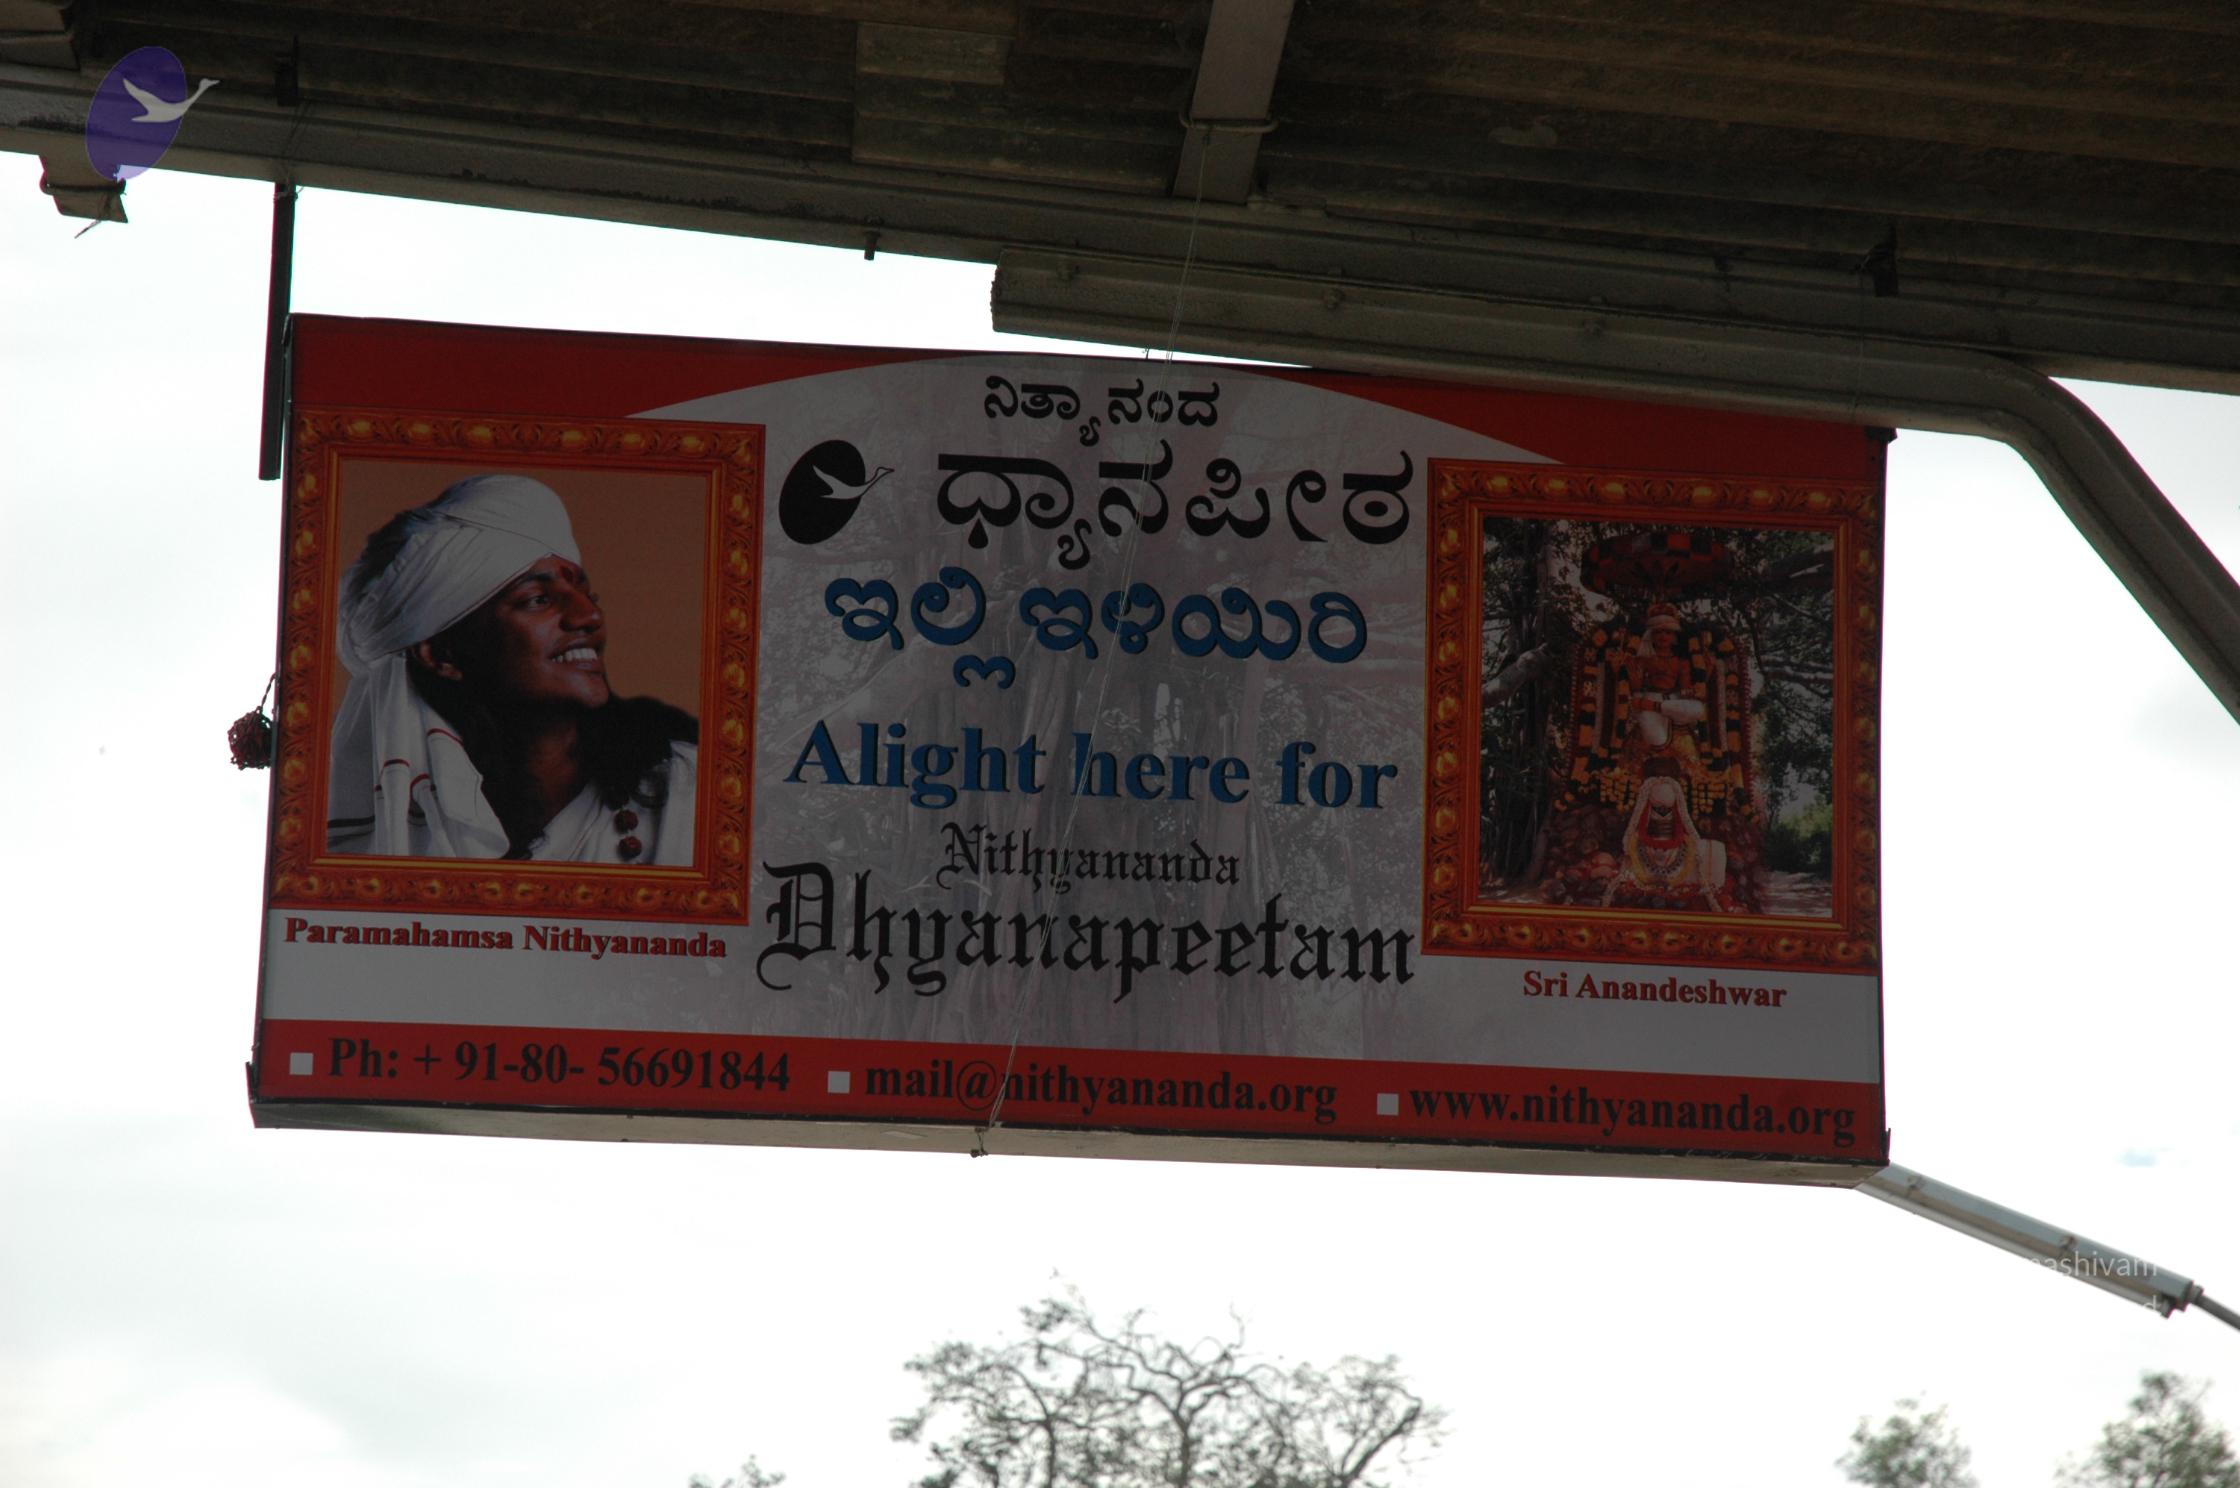 ನಿತ್ಯಾನಂದ
ಧ್ಯಾನಪೀಠ
ಇಲ್ಲಿ ಇಳಿಯಿರಿ
Alight here for
Nithyananda
Dhyanapeetam
Paramahamsa Nithyananda
Sri Anandeshwar
Ph: + 91-80- 56691844 mail@nithyananda.org www.nithyananda.org